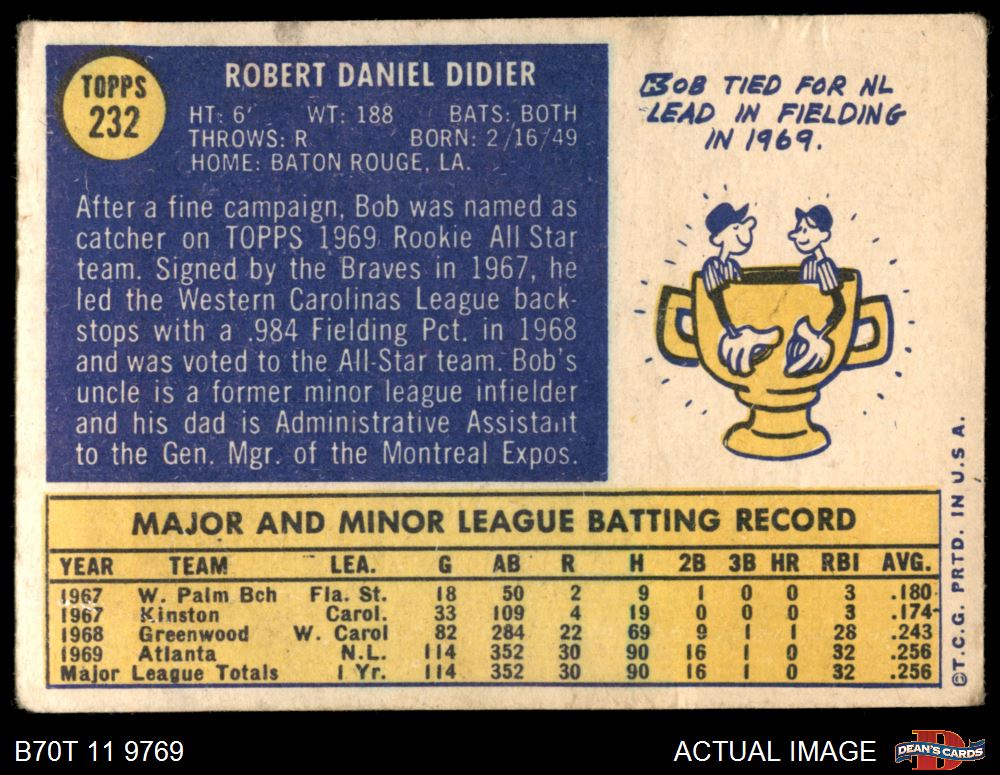 TOPPS
232
ROBERT DANIEL DIDIER
HT: 6' WT: 188 BATS: BOTH
THROWS: R BORN: 2/16/49
HOME: BATON ROUGE, LA.
After a fine campaign, Bob was named as
catcher on TOPPS 1969 Rookie All Star
team. Signed by the Braves in 1967, he
led the Western Carolinas League back-
stops with a .984 Fielding Pct. in 1968
and was voted to the All-Star team. Bob's
uncle is a former minor league infielder
and his dad is Administrative Assistant
to the Gen. Mgr. of the Montreal Expos.
BOB TIED FOR NL
LEAD IN FIELDING
IN 1969.
MAJOR AND MINOR LEAGUE BATTING RECORD
YEAR TEAM LEA. G AB R H 2B 3B HR RBI AVG.
1967 W. Palm Bch Fla. St. 18 50 2 9 1 0 0 3 .180
1967 Kinston Carol. 33 109 4 19 0 0 0 3 .174
1968 Greenwood W. Carol 82 284 22 69 9 1 1 28 .243
1969 Atlanta N.L. 114 352 30 90 16 1 0 32 .256
Major League Totals 1 Yr. 114 352 30 90 16 1 0 32 .256
©T.C.G. PRTD. IN U.S.A.
B70T 11 9769
ACTUAL IMAGE
DEAN'S CARDS